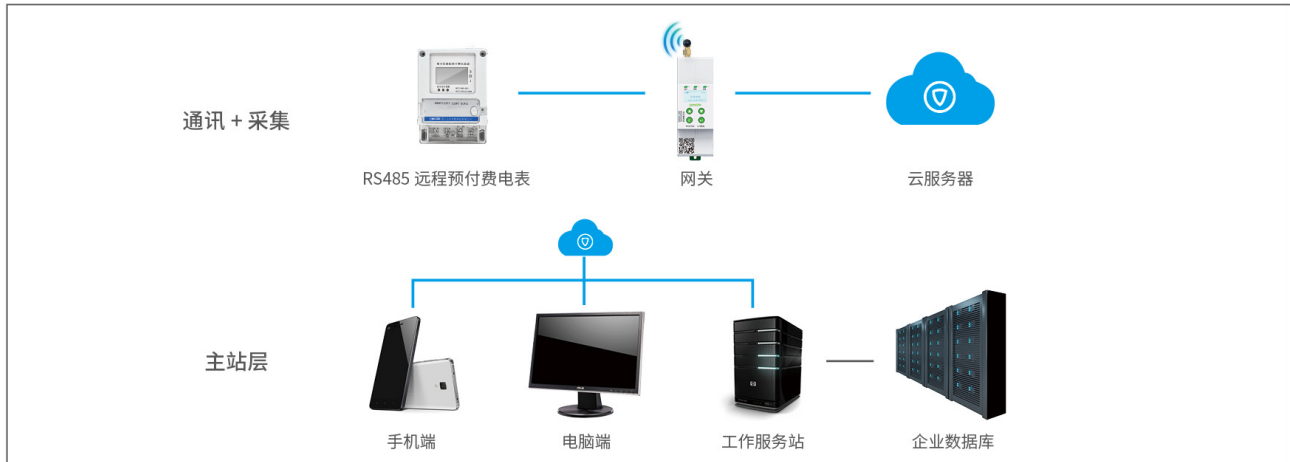 通讯 + 采集
RS485 远程预付费电表
网关
云服务器
主站层
手机端
电脑端
工作服务站
企业数据库